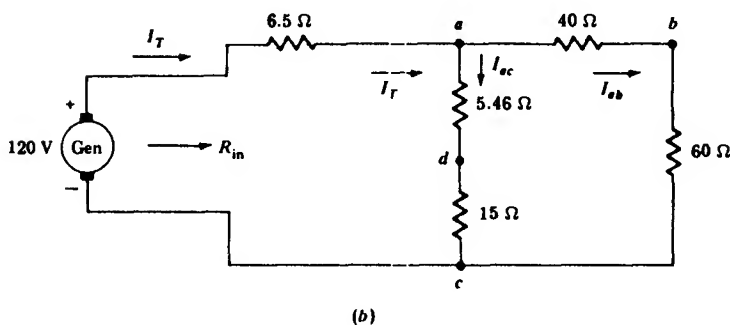 6.5 Ω
a
40 Ω
b
I_T
I_T
I_ac
I_ab
5.46 Ω
+
120 V
Gen
R_in
d
60 Ω
−
15 Ω
c
(b)